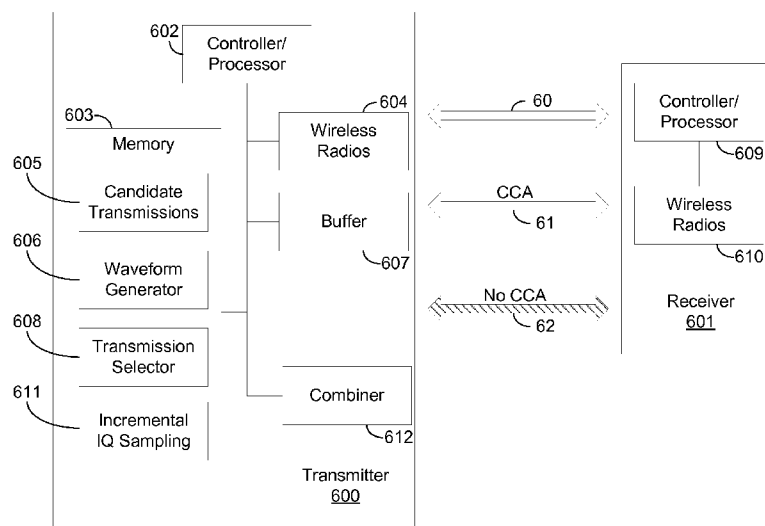 602
Controller/
Processor
603
Memory
604
Wireless
Radios
605
Candidate
Transmissions
606
Waveform
Generator
Buffer
607
608
Transmission
Selector
611
Incremental
IQ Sampling
Combiner
612
Transmitter
600
60
CCA
61
No CCA
62
Controller/
Processor
609
Wireless
Radios
610
Receiver
601